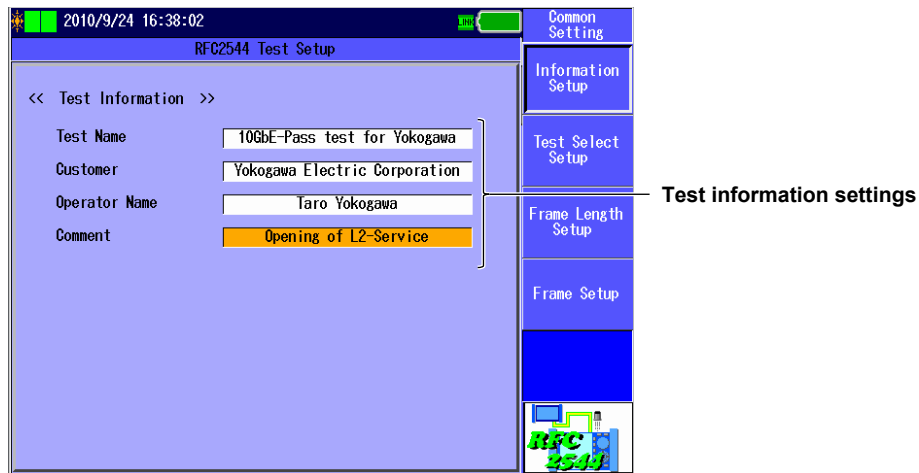 2010/9/24 16:38:02
LINK
RFC2544 Test Setup
<< Test Information >>
Test Name
10GbE-Pass test for Yokogawa
Customer
Yokogawa Electric Corporation
Operator Name
Taro Yokogawa
Comment
Opening of L2-Service
Common
Setting
Information
Setup
Test Select
Setup
Frame Length
Setup
Frame Setup
RFC
2544
Test information settings